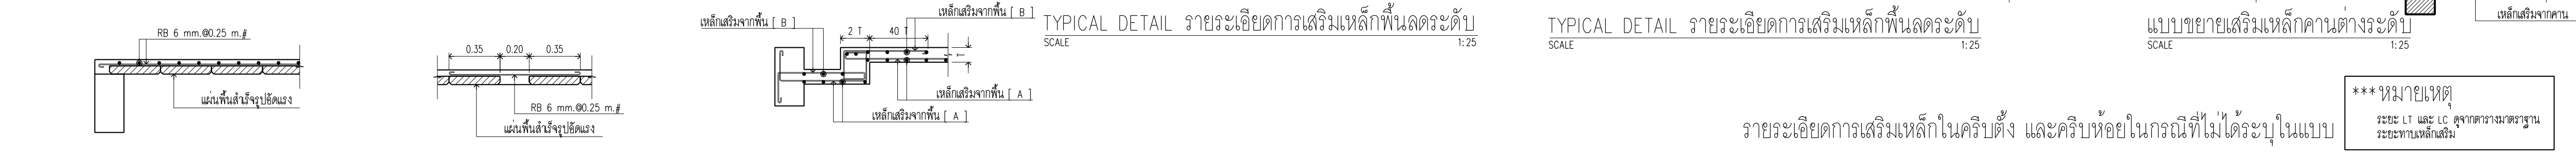 RB 6 mm.@0.25 m.#
แผ่นพื้นสำเร็จรูปอัดแรง
0.35 0.20 0.35
RB 6 mm.@0.25 m.#
แผ่นพื้นสำเร็จรูปอัดแรง
เหล็กเสริมจากพื้น [ B ]
เหล็กเสริมจากพื้น [ B ]
2 T 40 T
T
เหล็กเสริมจากพื้น [ A ]
เหล็กเสริมจากพื้น [ A ]
TYPICAL DETAIL รายระเอียดการเสริมเหล็กพื้นลดระดับ
SCALE 1:25
TYPICAL DETAIL รายระเอียดการเสริมเหล็กพื้นลดระดับ
SCALE 1:25
แบบขยายเสริมเหล็กคานต่างระดับ
SCALE 1:25
เหล็กเสริมจากคาน
รายระเอียดการเสริมเหล็กในครีบตั้ง และครีบห้อยในกรณีที่ไม่ได้ระบุในแบบ
***หมายเหตุ
ระยะ LT และ LC ดูจากตารางมาตราฐาน
ระยะทาบเหล็กเสริม